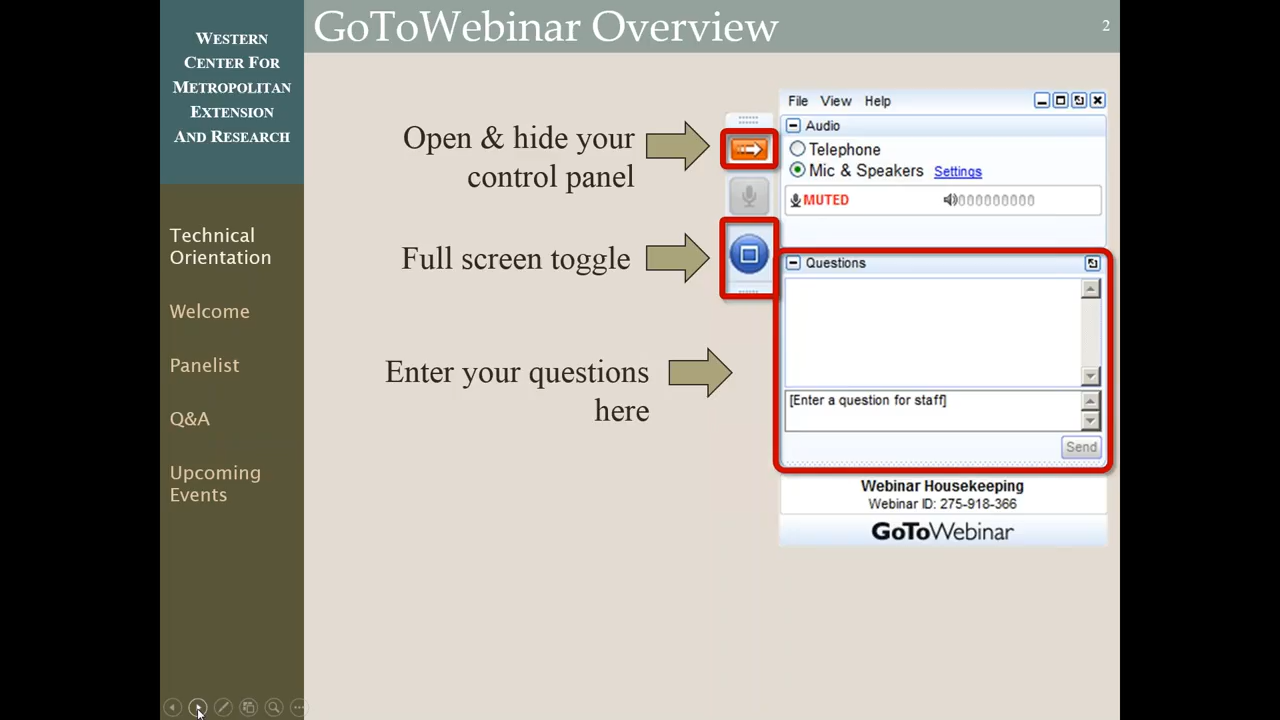 WESTERN
CENTER FOR
METROPOLITAN
EXTENSION
AND RESEARCH
Technical
Orientation
Welcome
Panelist
Q&A
Upcoming
Events
GoToWebinar Overview
2
Open & hide your
control panel
Full screen toggle
Enter your questions
here
File View Help
Audio
Telephone
Mic & Speakers Settings
MUTED 000000000
Questions
[Enter a question for staff]
Send
Webinar Housekeeping
Webinar ID: 275-918-366
GoToWebinar